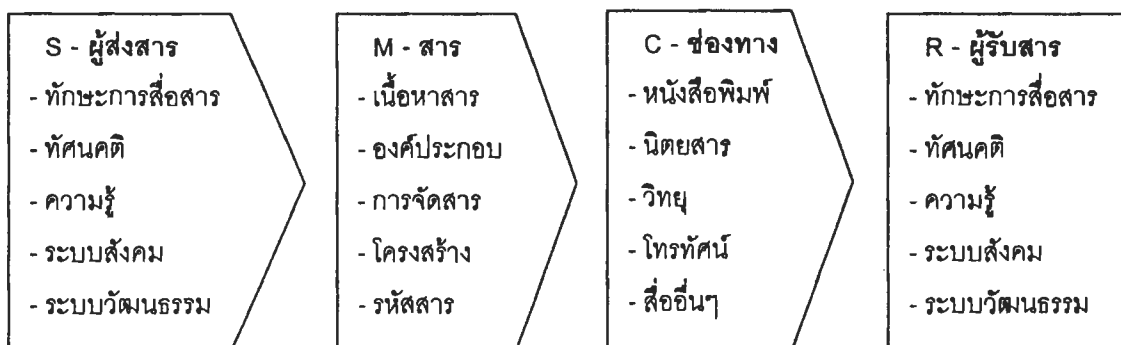 S - ผู้ส่งสาร
- ทักษะการสื่อสาร
- ทัศนคติ
- ความรู้
- ระบบสังคม
- ระบบวัฒนธรรม
M - สาร
- เนื้อหาสาร
- องค์ประกอบ
- การจัดสาร
- โครงสร้าง
- รหัสสาร
C - ช่องทาง
- หนังสือพิมพ์
- นิตยสาร
- วิทยุ
- โทรทัศน์
- สื่ออื่นๆ
R - ผู้รับสาร
- ทักษะการสื่อสาร
- ทัศนคติ
- ความรู้
- ระบบสังคม
- ระบบวัฒนธรรม